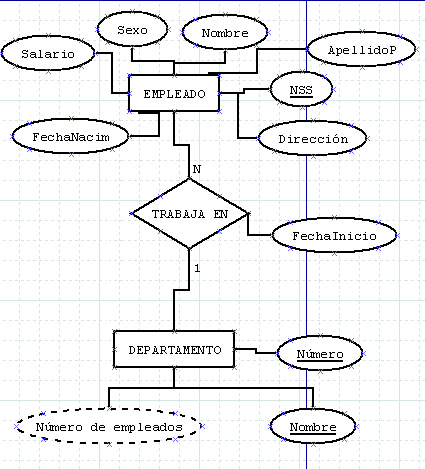 Sexo
Nombre
Salario
ApellidoP
EMPLEADO
NSS
FechaNacim
Dirección
N
TRABAJA EN
FechaInicio
1
DEPARTAMENTO
Número
Número de empleados
Nombre